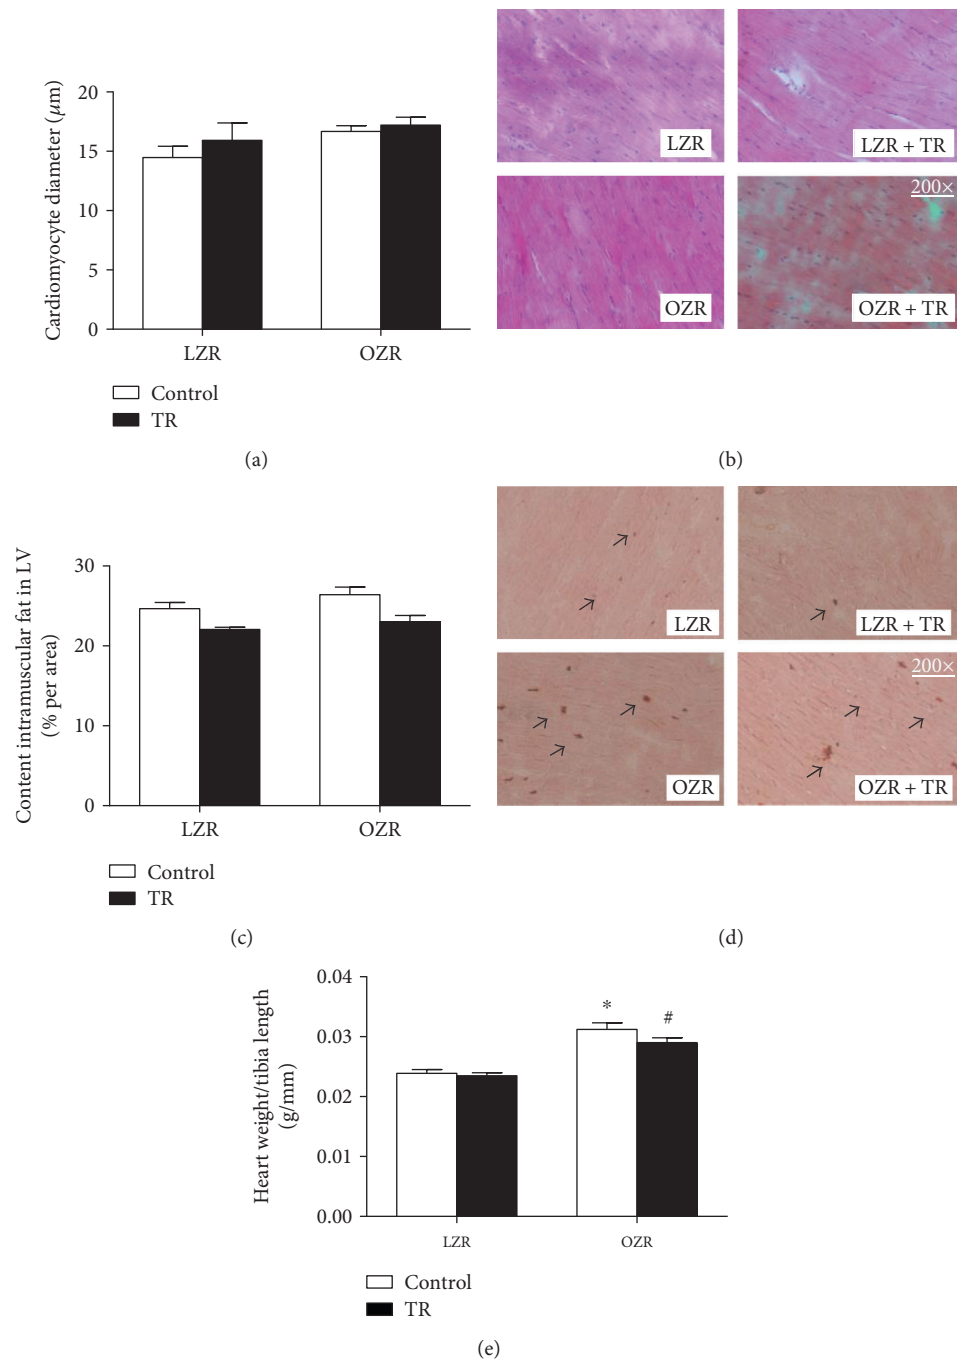 Cardiomyocyte diameter (μm)
20
15
10
5
0
LZR
OZR
Control
TR
(a)
LZR
LZR + TR
OZR
200×
OZR + TR
(b)
Content intramuscular fat in LV
(% per area)
30
20
10
0
LZR
OZR
Control
TR
(c)
LZR
LZR + TR
OZR
200×
OZR + TR
(d)
Heart weight/tibia length
(g/mm)
0.04
0.03
0.02
0.01
0.00
*
#
LZR
OZR
Control
TR
(e)